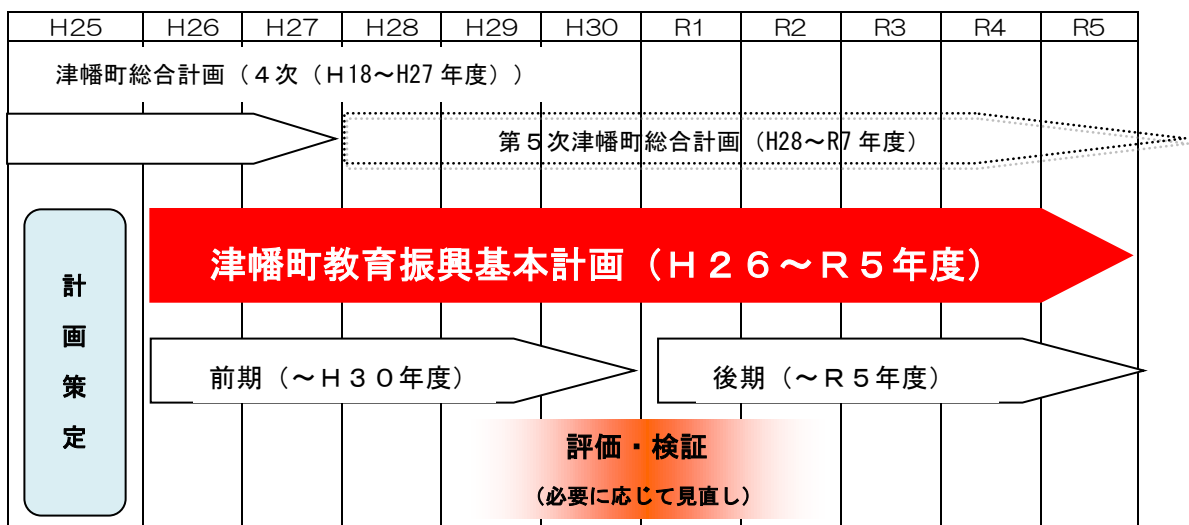 H25 H26 H27 H28 H29 H30 R1 R2 R3 R4 R5
津幡町総合計画（４次（Ｈ18～H27 年度））
第５次津幡町総合計画（H28～R7 年度）
計画策定
津幡町教育振興基本計画（Ｈ２６～Ｒ５年度）
前期（～Ｈ３０年度）
後期（～Ｒ５年度）
評価・検証
（必要に応じて見直し）